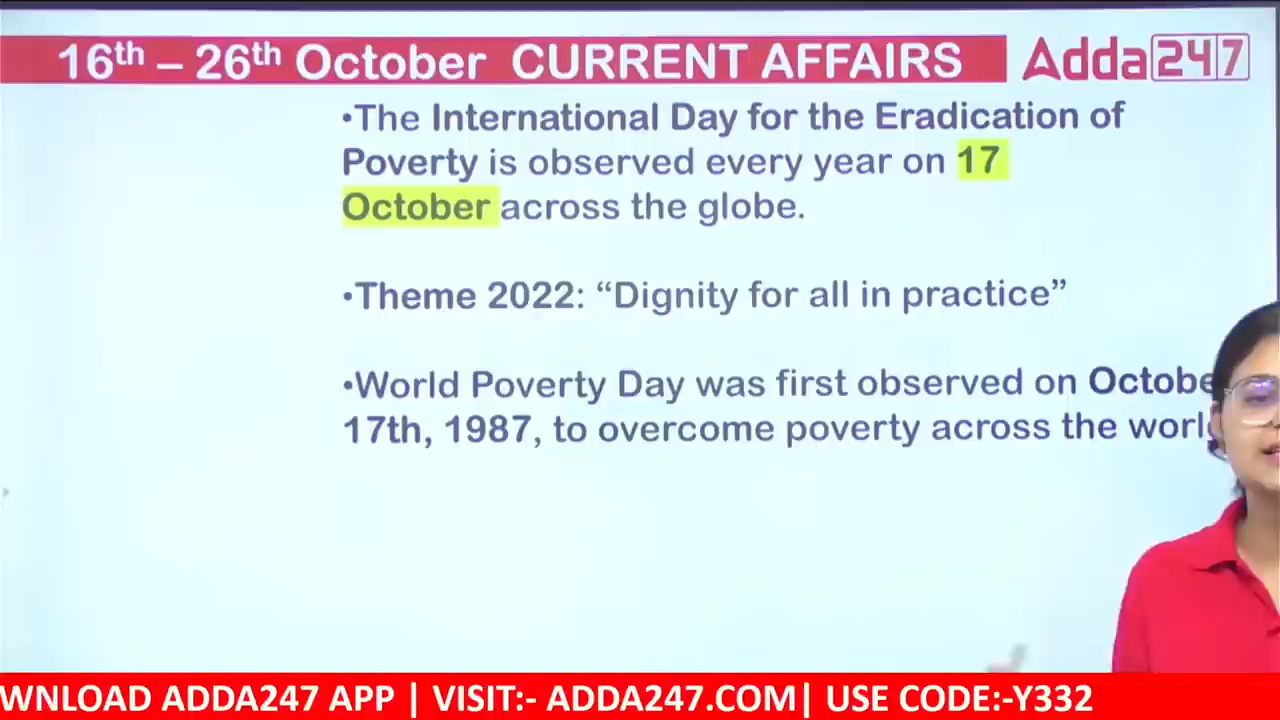 16th – 26th October CURRENT AFFAIRS
Adda247
•The International Day for the Eradication of
Poverty is observed every year on 17
October across the globe.
•Theme 2022: “Dignity for all in practice”
•World Poverty Day was first observed on Octobe
17th, 1987, to overcome poverty across the worl
WNLOAD ADDA247 APP | VISIT:- ADDA247.COM| USE CODE:-Y332